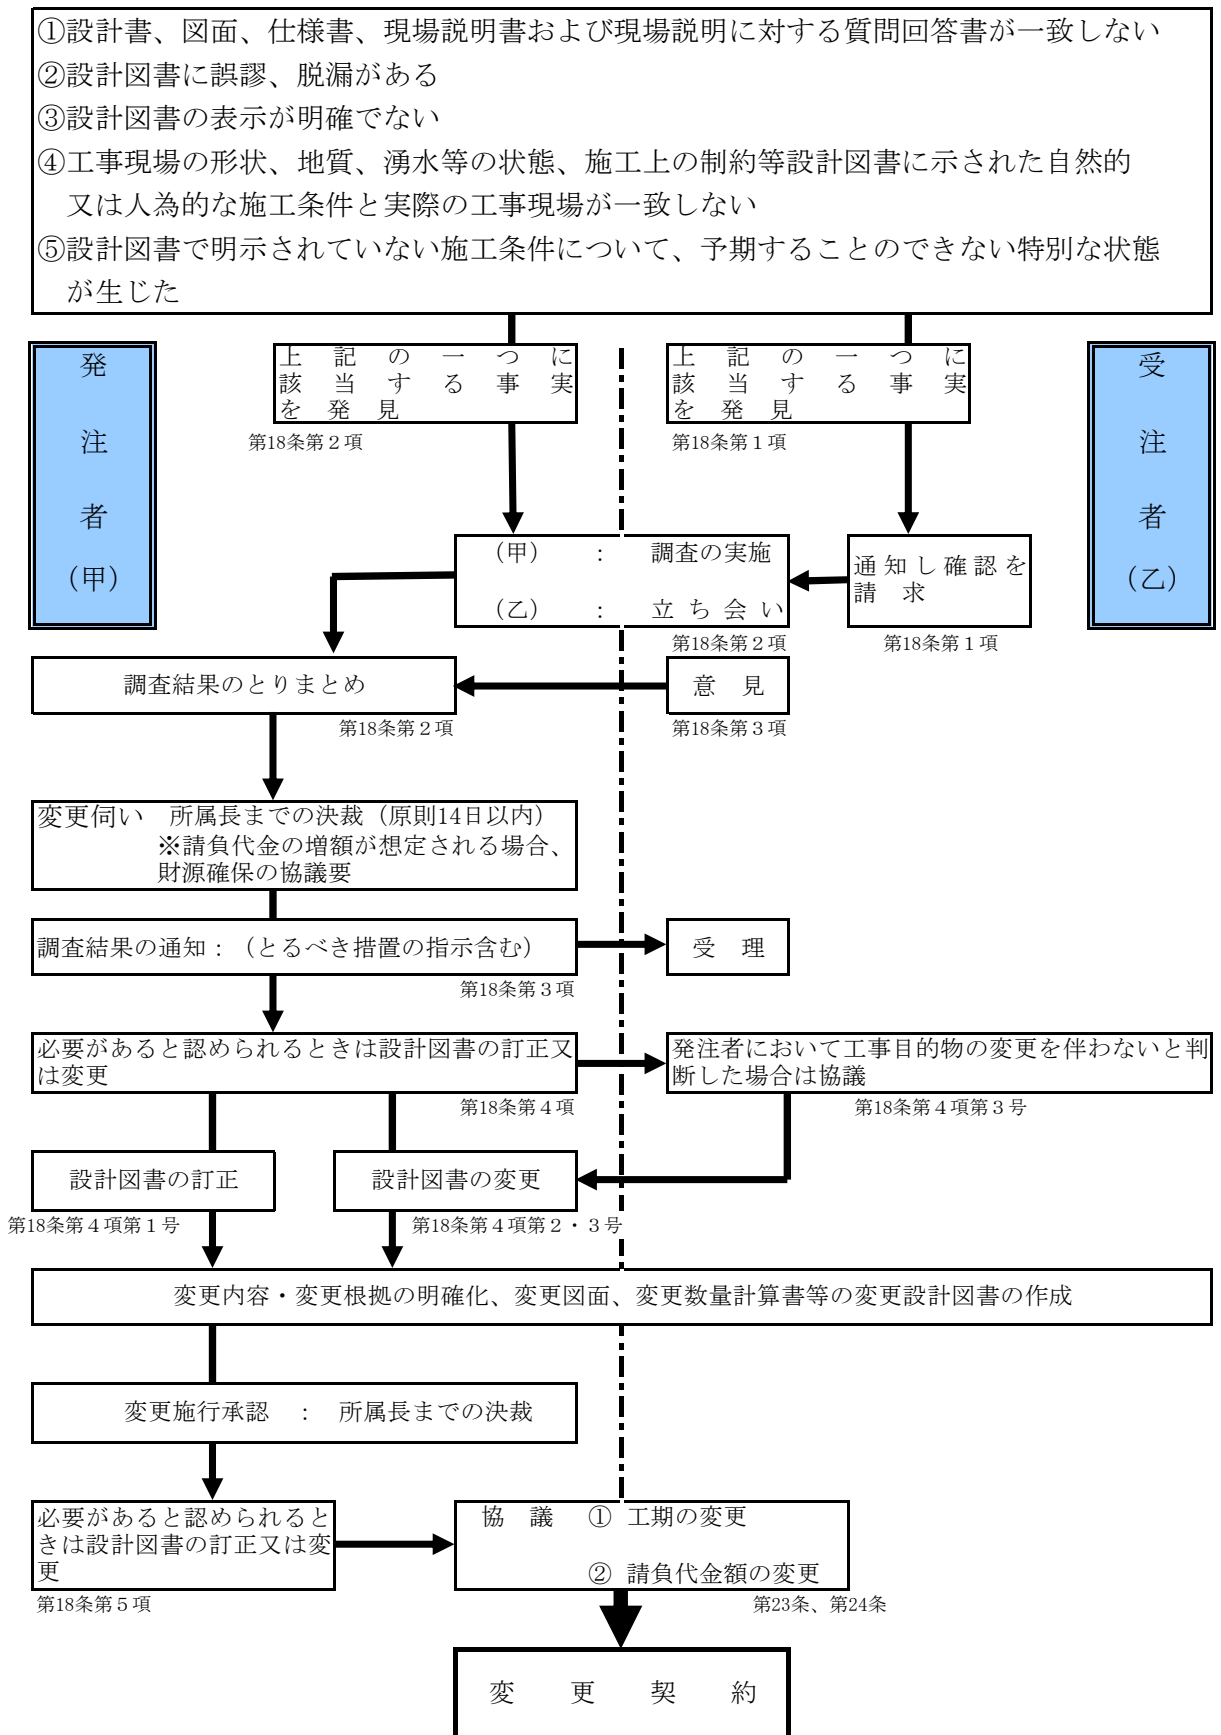 ①設計書、図面、仕様書、現場説明書および現場説明に対する質問回答書が一致しない
②設計図書に誤謬、脱漏がある
③設計図書の表示が明確でない
④工事現場の形状、地質、湧水等の状態、施工上の制約等設計図書に示された自然的
又は人為的な施工条件と実際の工事現場が一致しない
⑤設計図書で明示されていない施工条件について、予期することのできない特別な状態
が生じた
発注者(甲)
上記の一つに
該当する事実
を発見
第18条第２項
上記の一つに
該当する事実
を発見
第18条第１項
受注者(乙)
(甲) : 調査の実施
(乙) : 立ち会い
第18条第２項
通知し確認を
請求
第18条第１項
調査結果のとりまとめ
第18条第２項
意見
第18条第３項
変更伺い 所属長までの決裁(原則14日以内)
※請負代金の増額が想定される場合、
財源確保の協議要
調査結果の通知:(とるべき措置の指示含む)
第18条第３項
受理
必要があると認められるときは設計図書の訂正又
は変更
第18条第４項
発注者において工事目的物の変更を伴わないと判
断した場合は協議
第18条第４項第３号
設計図書の訂正
第18条第４項第１号
設計図書の変更
第18条第４項第２・３号
変更内容・変更根拠の明確化、変更図面、変更数量計算書等の変更設計図書の作成
変更施行承認 : 所属長までの決裁
必要があると認められると
きは設計図書の訂正又は変
更
第18条第５項
協議 ① 工期の変更
② 請負代金額の変更
第23条、第24条
変更契約